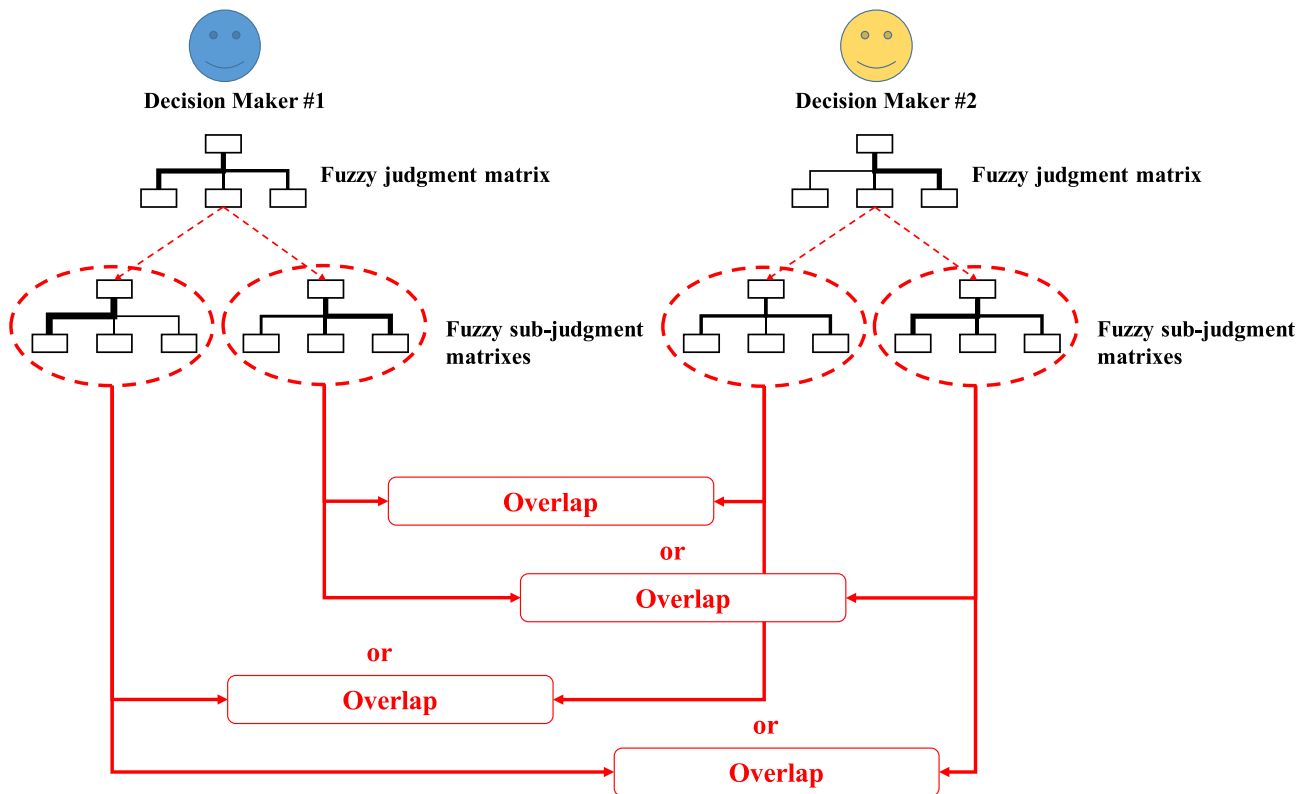 Decision Maker #1
Decision Maker #2
Fuzzy judgment matrix
Fuzzy judgment matrix
Fuzzy sub-judgment
matrixes
Fuzzy sub-judgment
matrixes
Overlap
or
Overlap
or
Overlap
or
Overlap